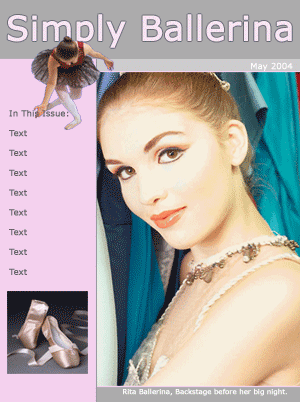 Simply Ballerina
May 2004
In This Issue:
Text
Text
Text
Text
Text
Text
Text
Text
Rita Ballerina, Backstage before her big night.